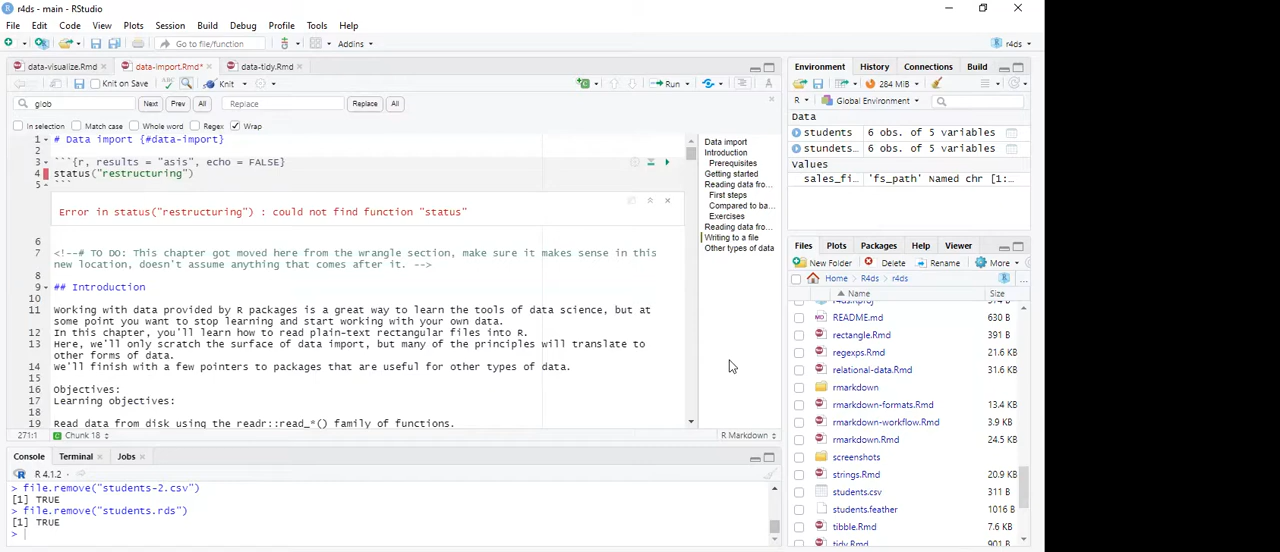 r4ds - main - RStudio
File Edit Code View Plots Session Build Debug Profile Tools Help
Go to file/function Addins r4ds
data-visualize.Rmd data-import.Rmd* data-tidy.Rmd
Knit on Save Knit Run
glob Next Prev All Replace Replace All
In selection Match case Whole word Regex Wrap
1 # Data import {#data-import}
2
3 ```{r, results = "asis", echo = FALSE}
4 status("restructuring")
5 ```
Error in status("restructuring") : could not find function "status"
6
7 <!--# TO DO: This chapter got moved here from the wrangle section, make sure it makes sense in this
new location, doesn't assume anything that comes after it. -->
8
9 ## Introduction
10
11 Working with data provided by R packages is a great way to learn the tools of data science, but at
some point you want to stop learning and start working with your own data.
12 In this chapter, you'll learn how to read plain-text rectangular files into R.
13 Here, we'll only scratch the surface of data import, but many of the principles will translate to
other forms of data.
14 We'll finish with a few pointers to packages that are useful for other types of data.
15
16 Objectives:
17 Learning objectives:
18
19 Read data from disk using the readr::read_*() family of functions.
271:1 Chunk 18 R Markdown
Data import
Introduction
Prerequisites
Getting started
Reading data fro...
First steps
Compared to ba...
Exercises
Reading data fro...
Writing to a file
Other types of data
Console Terminal Jobs
R 4.1.2
> file.remove("students-2.csv")
[1] TRUE
> file.remove("students.rds")
[1] TRUE
>
Environment History Connections Build
284 MiB
R Global Environment
Data
students 6 obs. of 5 variables
stundets... 6 obs. of 5 variables
Values
sales_fi... 'fs_path' Named chr [1:...
Files Plots Packages Help Viewer
New Folder Delete Rename More
Home R4ds r4ds ...
Name Size
README.md 630 B
rectangle.Rmd 391 B
regexps.Rmd 21.6 KB
relational-data.Rmd 31.6 KB
rmarkdown
rmarkdown-formats.Rmd 13.4 KB
rmarkdown-workflow.Rmd 3.9 KB
rmarkdown.Rmd 24.5 KB
screenshots
strings.Rmd 20.9 KB
students.csv 311 B
students.feather 1016 B
tibble.Rmd 7.6 KB
tidy.Rmd 901 B